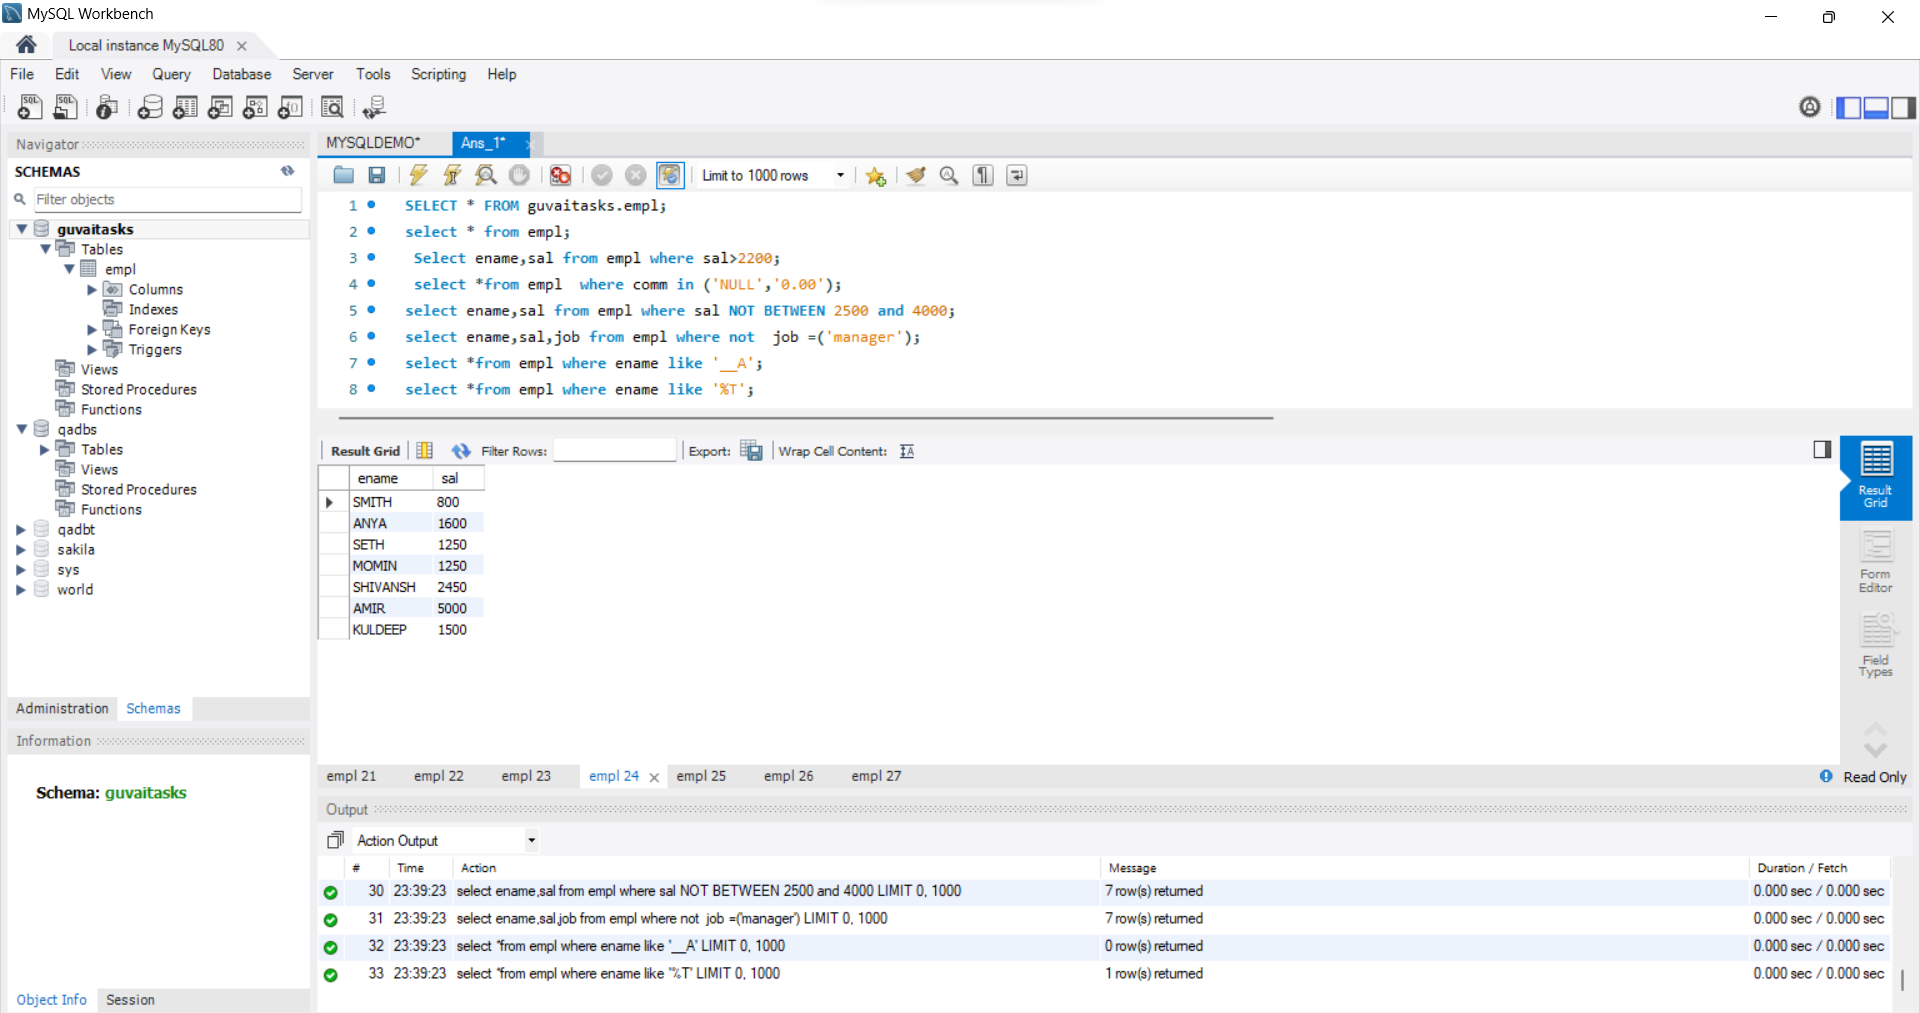 MySQL Workbench
Local instance MySQL80
File Edit View Query Database Server Tools Scripting Help
Navigator
SCHEMAS
Filter objects
guvaitasks
Tables
empl
Columns
Indexes
Foreign Keys
Triggers
Views
Stored Procedures
Functions
qadbs
Tables
Views
Stored Procedures
Functions
qadbt
sakila
sys
world
Administration Schemas
Information
Schema: guvaitasks
Object Info Session
MYSQLDEMO* Ans_1*
Limit to 1000 rows
1 SELECT * FROM guvaitasks.empl;
2 select * from empl;
3 Select ename,sal from empl where sal>2200;
4 select *from empl  where comm in ('NULL','0.00');
5 select ename,sal from empl where sal NOT BETWEEN 2500 and 4000;
6 select ename,sal,job from empl where not  job =('manager');
7 select *from empl where ename like '__A';
8 select *from empl where ename like '%T';
Result Grid Filter Rows: Export: Wrap Cell Content:
ename sal
SMITH 800
ANYA 1600
SETH 1250
MOMIN 1250
SHIVANSH 2450
AMIR 5000
KULDEEP 1500
Result
Grid
Form
Editor
Field
Types
empl 21 empl 22 empl 23 empl 24 empl 25 empl 26 empl 27
Read Only
Output
Action Output
# Time Action Message Duration / Fetch
30 23:39:23 select ename,sal from empl where sal NOT BETWEEN 2500 and 4000 LIMIT 0, 1000 7 row(s) returned 0.000 sec / 0.000 sec
31 23:39:23 select ename,sal,job from empl where not  job =('manager') LIMIT 0, 1000 7 row(s) returned 0.000 sec / 0.000 sec
32 23:39:23 select *from empl where ename like '__A' LIMIT 0, 1000 0 row(s) returned 0.000 sec / 0.000 sec
33 23:39:23 select *from empl where ename like '%T' LIMIT 0, 1000 1 row(s) returned 0.000 sec / 0.000 sec